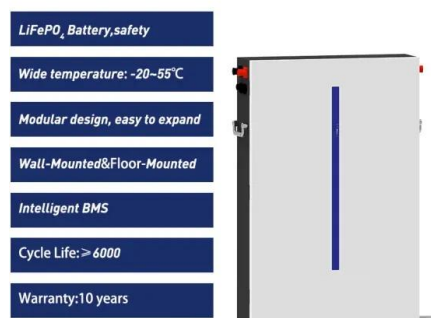 LiFePO₄ Battery,safety
Wide temperature: -20~55℃
Modular design, easy to expand
Wall-Mounted&Floor-Mounted
Intelligent BMS
Cycle Life:≥6000
Warranty:10 years